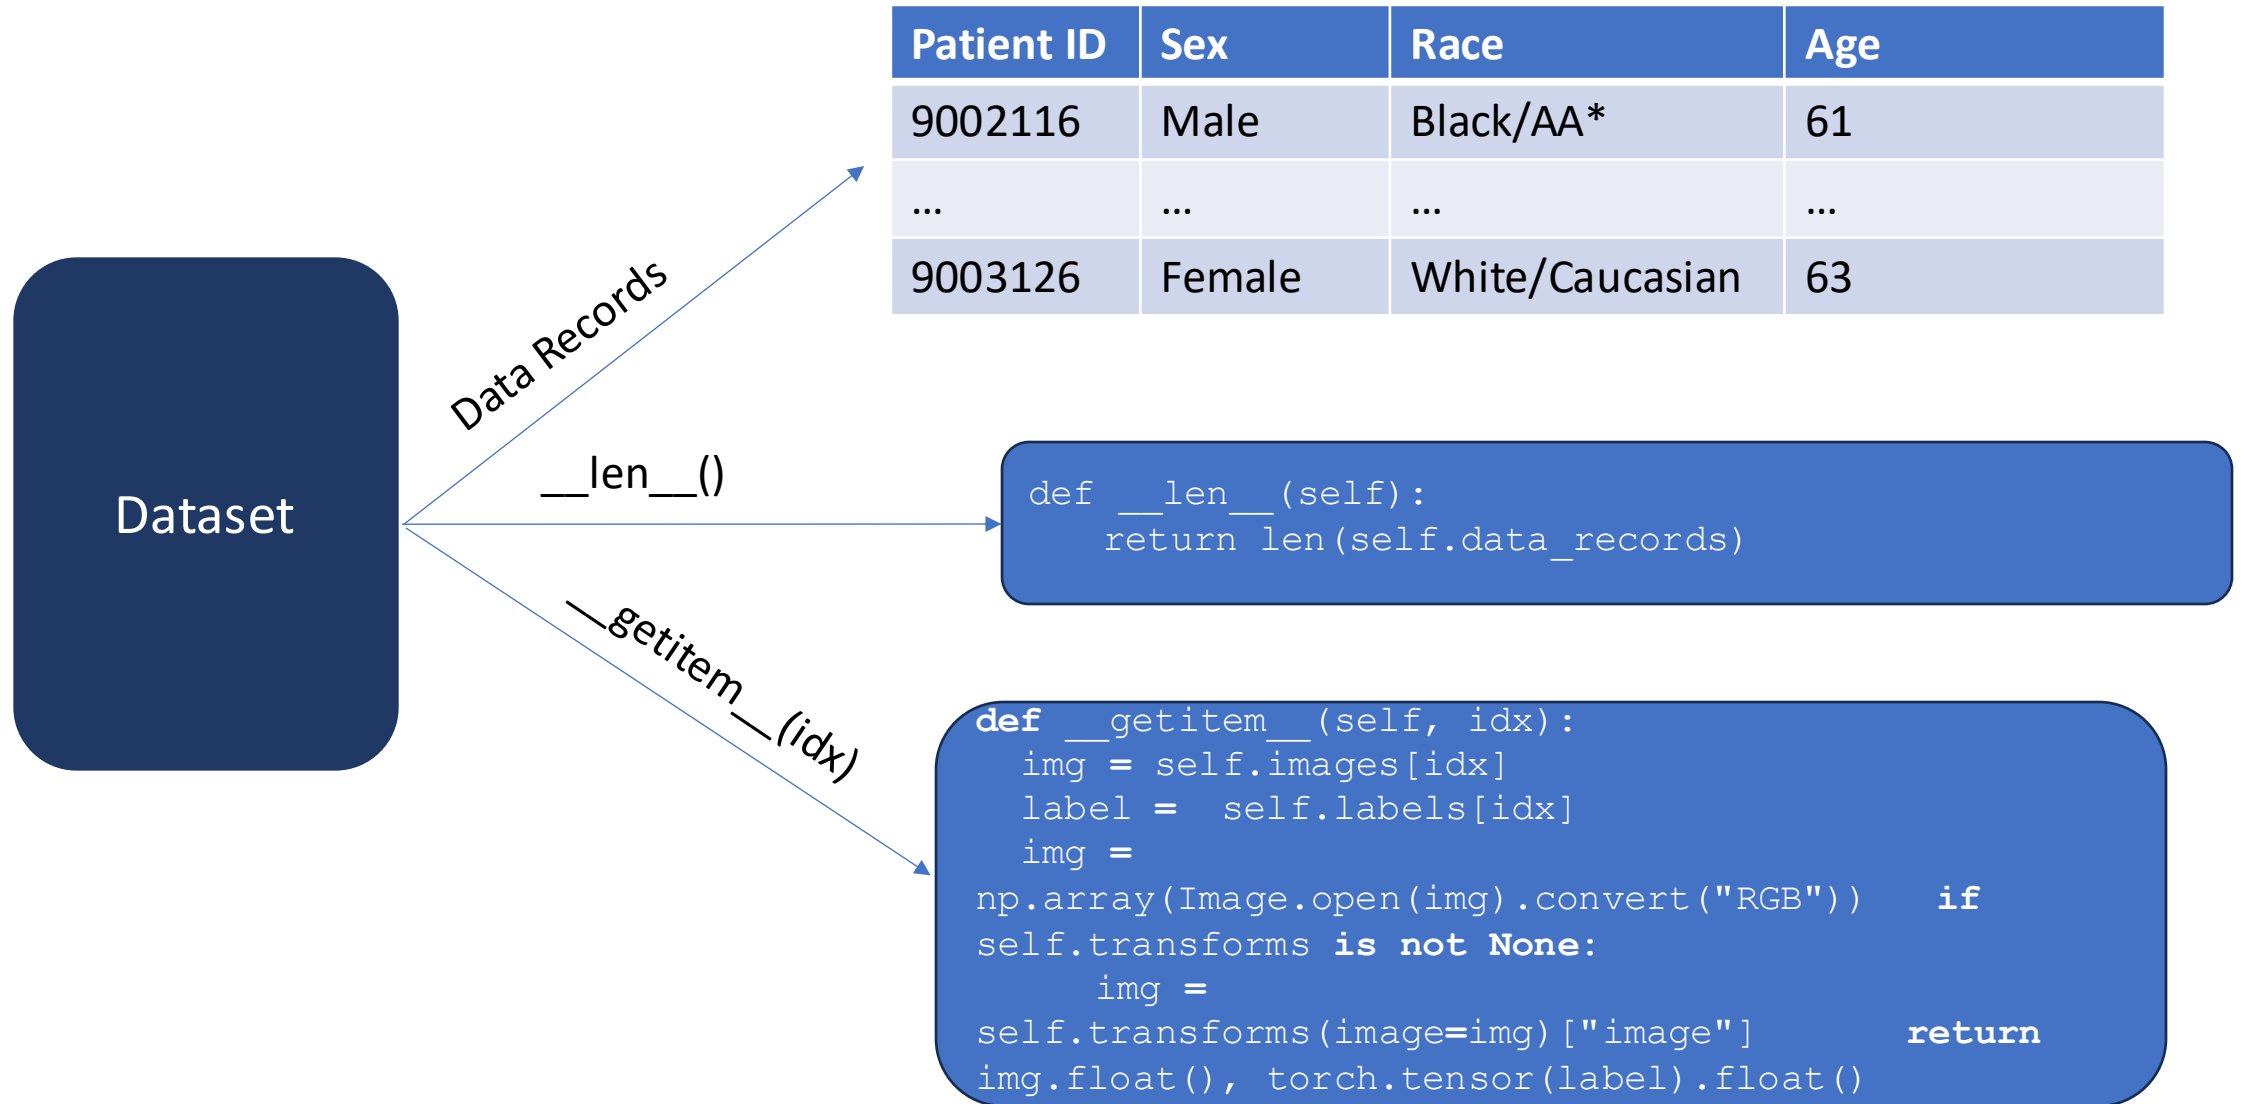 Patient ID Sex Race Age
9002116 Male Black/AA* 61
… … … …
9003126 Female White/Caucasian 63
Data Records
Dataset
__len__()
def __len__(self):
return len(self.data_records)
__getitem__(idx)
def __getitem__(self, idx):
img = self.images[idx]
label =  self.labels[idx]
img =
np.array(Image.open(img).convert("RGB"))   if
self.transforms is not None:
img =
self.transforms(image=img)["image"]       return
img.float(), torch.tensor(label).float()